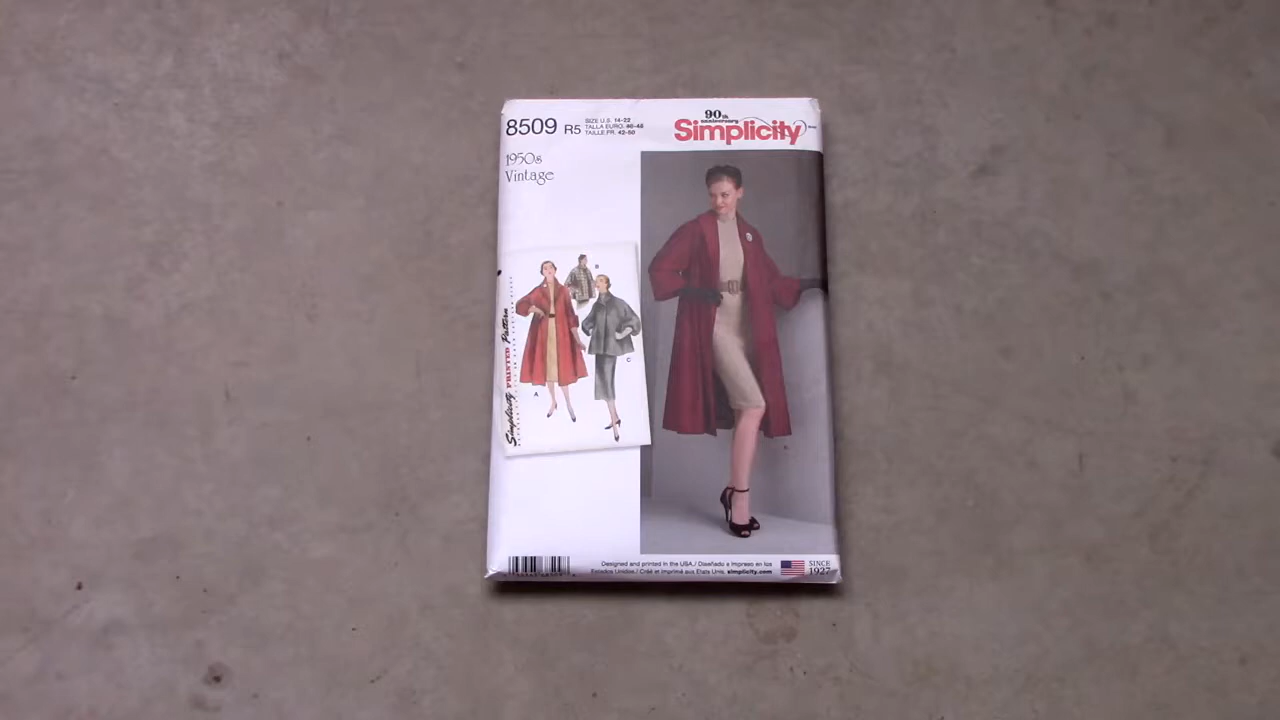 8509 R5
SIZE U.S. 14-22
TALLA EURO. 40-48
TAILLE FR. 42-50
90th
anniversary
Simplicity
1950s
Vintage
B
C
A
Simplicity PRINTED Pattern
Designed and printed in the USA./ Diseñado e impreso en los
Estados Unidos./ Créé et imprimé aux États Unis. simplicity.com
SINCE
1927